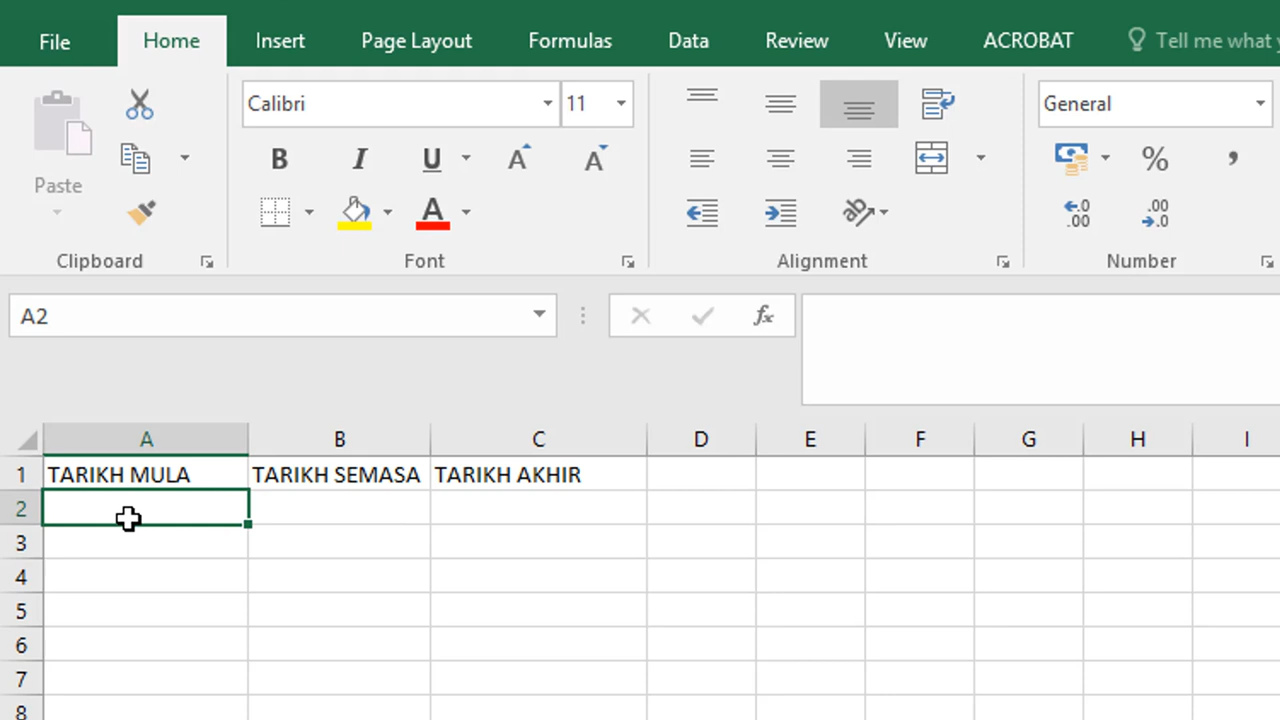 File Home Insert Page Layout Formulas Data Review View ACROBAT Tell me what
Calibri 11 General
Paste B I U A A % ,
A .0 .00 .00 .0
Clipboard Font Alignment Number
A2 fx
A B C D E F G H I
1 TARIKH MULA TARIKH SEMASA TARIKH AKHIR
2
3
4
5
6
7
8